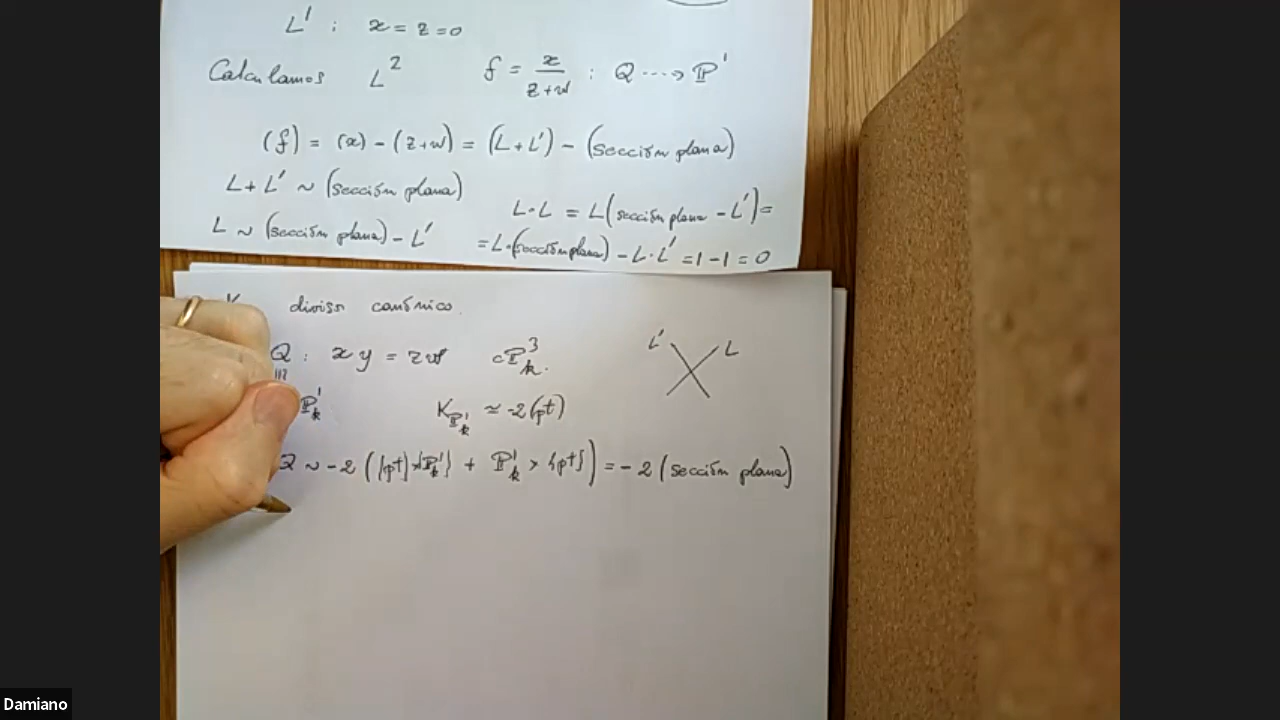 L' : x = z = 0
Calculamos L² f = x/(z+w) : Q ⇢ ℙ¹
(f) = (x) − (z+w) = (L + L') − (sección plana)
L + L' ~ (sección plana)
L·L = L(sección plana − L') =
L ~ (sección plana) − L' = L·(sección plana) − L·L' = 1 − 1 = 0
K divisor canónico.
Q : xy = zw ⊂ ℙ³_k. L' L
ℙ¹_k K_{ℙ¹_k} ≃ −2(pt)
Q ~ −2({pt}×ℙ¹_k} + ℙ¹_k × {pt}) = −2(sección plana)
Damiano